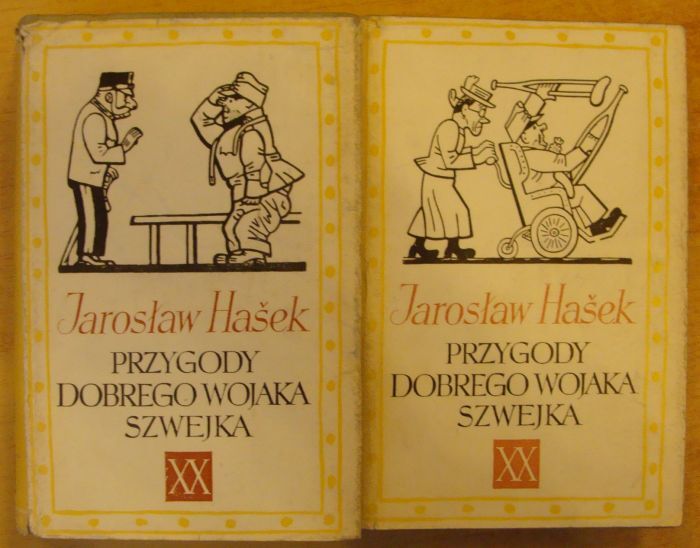 Jarosław Hašek
PRZYGODY
DOBREGO WOJAKA
SZWEJKA
XX
Jarosław Hašek
PRZYGODY
DOBREGO WOJAKA
SZWEJKA
XX